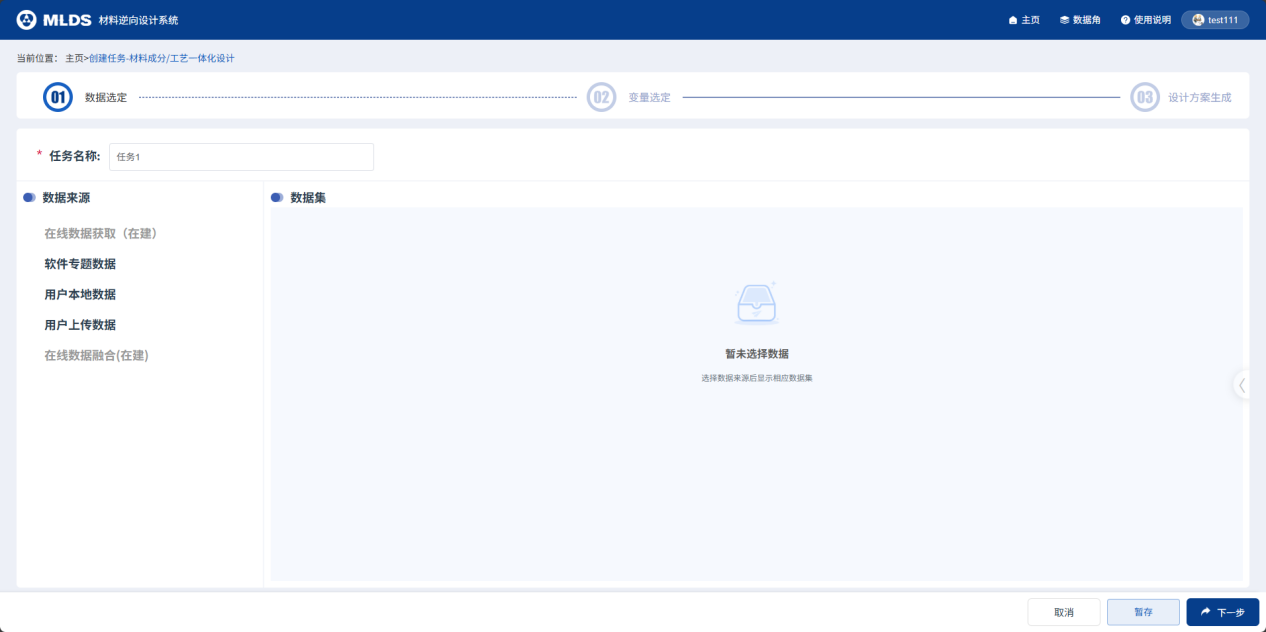 MLDS 材料逆向设计系统
主页 数据角 使用说明 test111
当前位置： 主页>创建任务-材料成分/工艺一体化设计
01 数据选定 02 变量选定 03 设计方案生成
* 任务名称: 任务1
数据来源
在线数据获取（在建）
软件专题数据
用户本地数据
用户上传数据
在线数据融合(在建)
数据集
暂未选择数据
选择数据来源后显示相应数据集
取消 暂存 下一步